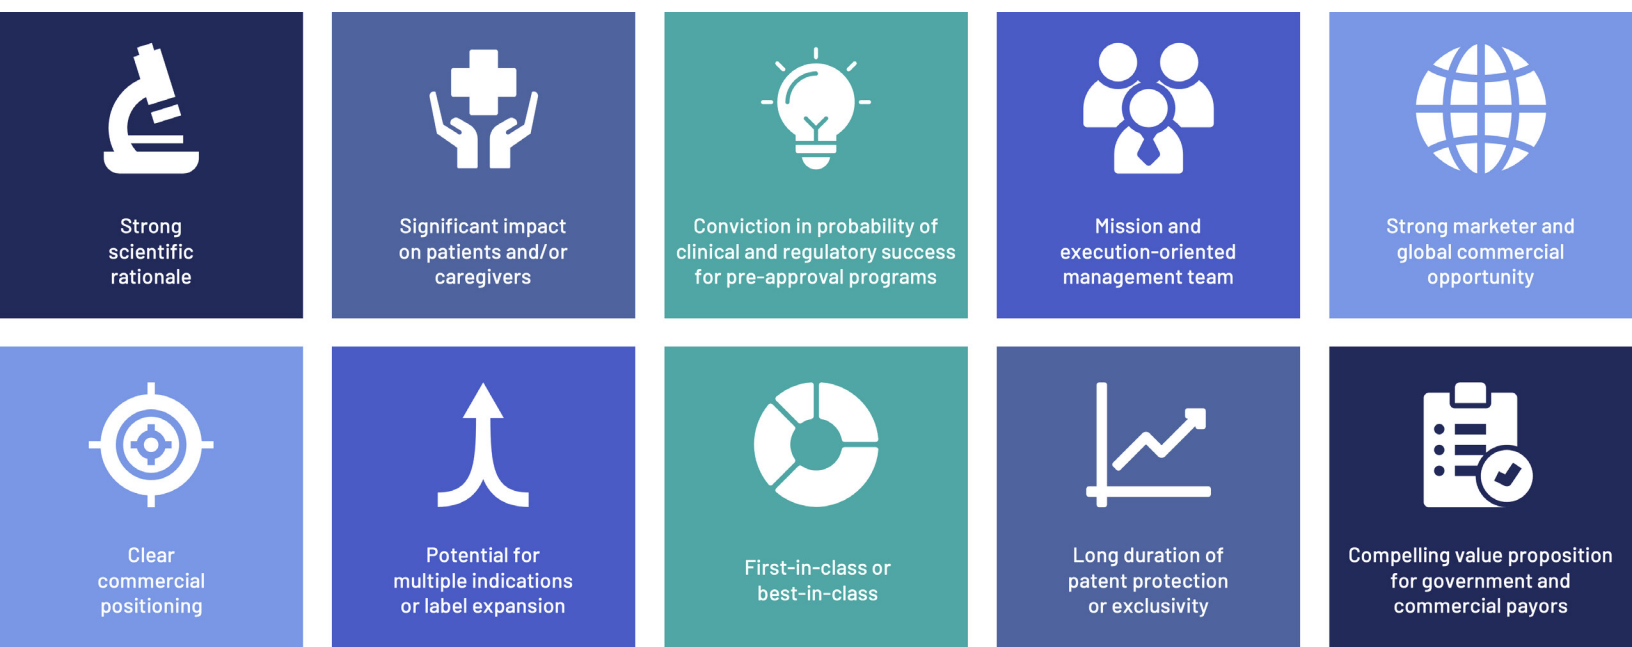 Strong
scientific
rationale
Significant impact
on patients and/or
caregivers
Conviction in probability of
clinical and regulatory success
for pre-approval programs
Mission and
execution-oriented
management team
Strong marketer and
global commercial
opportunity
Clear
commercial
positioning
Potential for
multiple indications
or label expansion
First-in-class or
best-in-class
Long duration of
patent protection
or exclusivity
Compelling value proposition
for government and
commercial payors